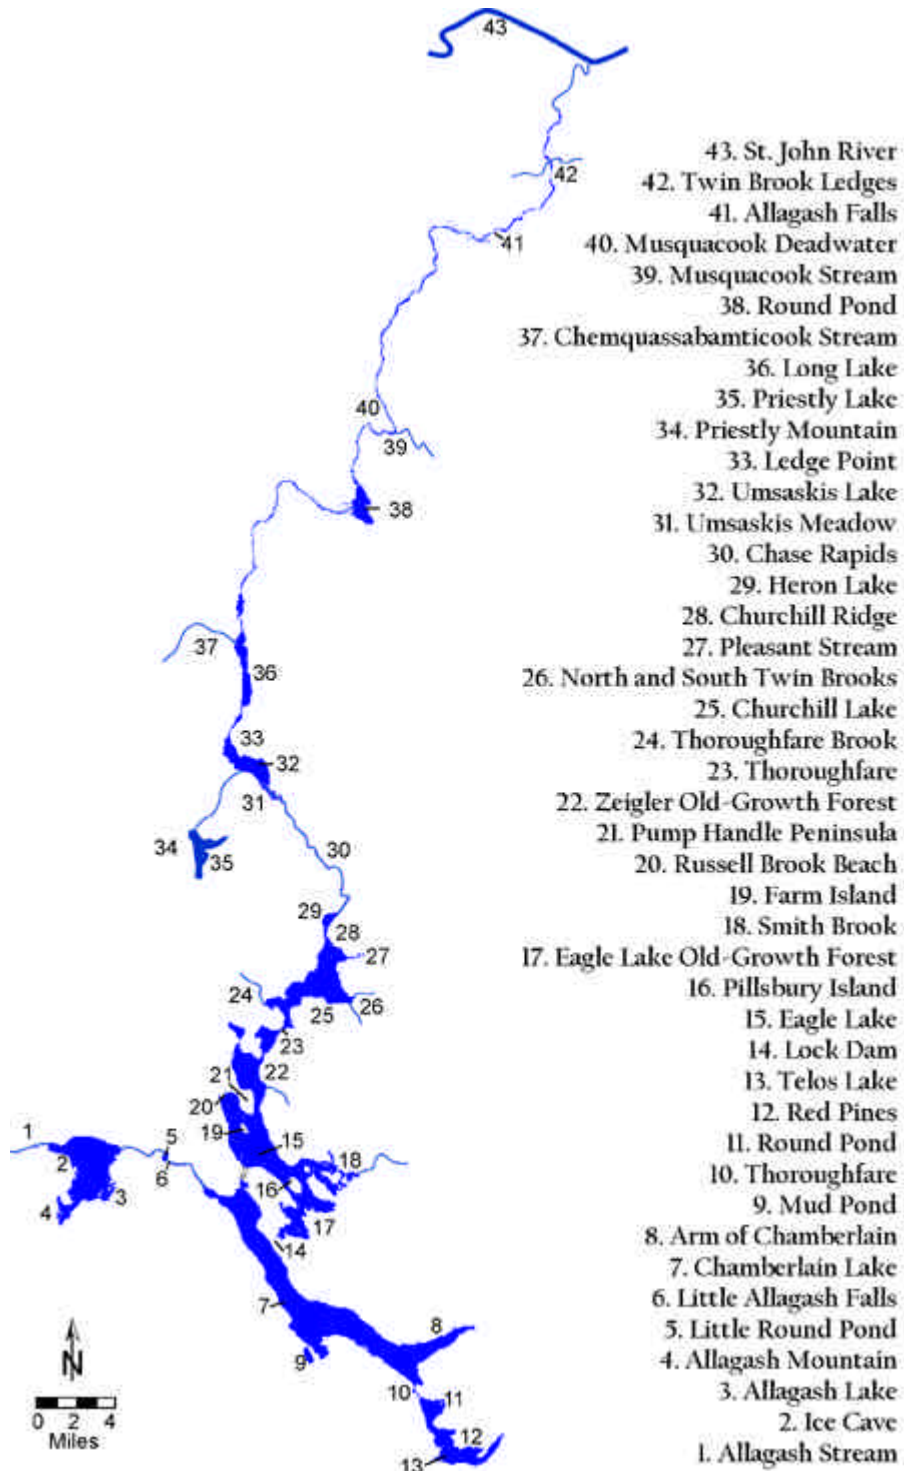 43
43. St. John River
42
42. Twin Brook Ledges
41. Allagash Falls
41
40. Musquacook Deadwater
39. Musquacook Stream
38. Round Pond
37. Chemquassabamticook Stream
36. Long Lake
35. Priestly Lake
40
34. Priestly Mountain
39
33. Ledge Point
32. Umsaskis Lake
38
31. Umsaskis Meadow
30. Chase Rapids
29. Heron Lake
28. Churchill Ridge
37
27. Pleasant Stream
36
26. North and South Twin Brooks
25. Churchill Lake
33
24. Thoroughfare Brook
32
23. Thoroughfare
31
22. Zeigler Old-Growth Forest
21. Pump Handle Peninsula
34
35
30
20. Russell Brook Beach
19. Farm Island
29
18. Smith Brook
28
27
17. Eagle Lake Old-Growth Forest
16. Pillsbury Island
24
25
26
15. Eagle Lake
23
14. Lock Dam
22
21
13. Telos Lake
20
12. Red Pines
1
19
15
11. Round Pond
5
2
6
18
10. Thoroughfare
3
16
4
17
9. Mud Pond
14
8. Arm of Chamberlain
7. Chamberlain Lake
7
6. Little Allagash Falls
8
5. Little Round Pond
N
9
4. Allagash Mountain
10
11
3. Allagash Lake
0 2 4
Miles
12
2. Ice Cave
13
1. Allagash Stream